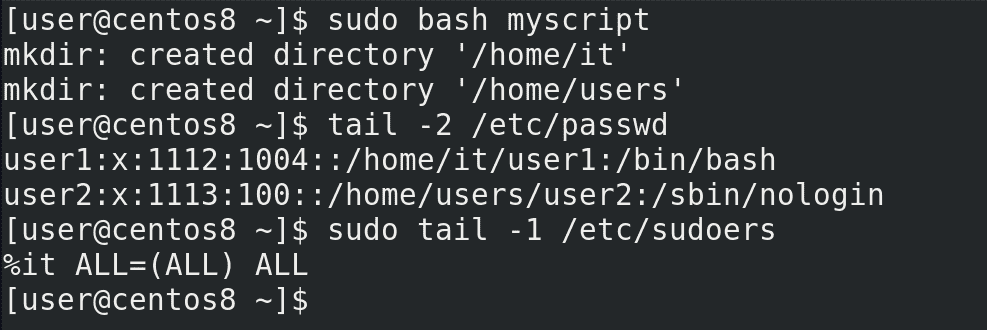 [user@centos8 ~]$ sudo bash myscript
mkdir: created directory '/home/it'
mkdir: created directory '/home/users'
[user@centos8 ~]$ tail -2 /etc/passwd
user1:x:1112:1004::/home/it/user1:/bin/bash
user2:x:1113:100::/home/users/user2:/sbin/nologin
[user@centos8 ~]$ sudo tail -1 /etc/sudoers
%it ALL=(ALL) ALL
[user@centos8 ~]$